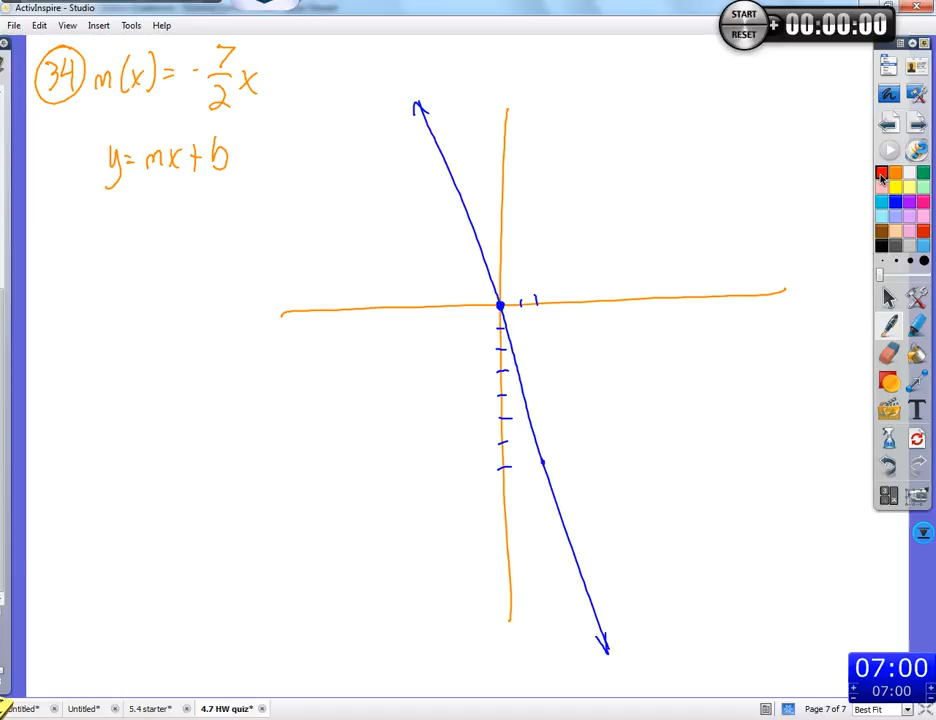 ActivInspire - Studio
START
RESET
00:00:00
File Edit View Insert Tools Help
34 m(x) = -7/2 x
y = mx + b
07:00
07:00
ntitled* Untitled* 5.4 starter* 4.7 HW quiz* Page 7 of 7 Best Fit